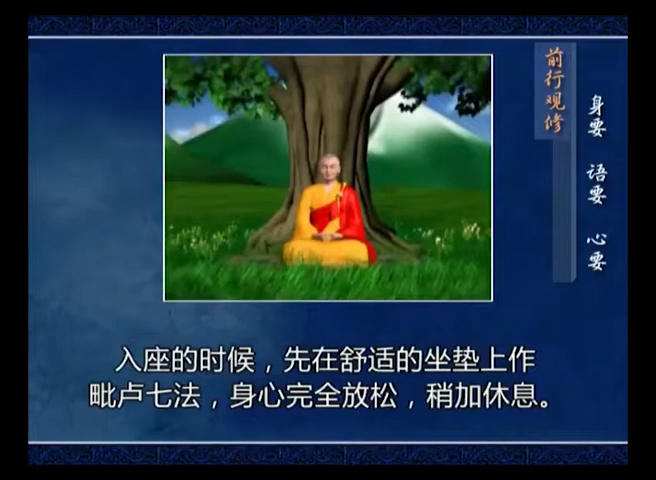 前行观修
身要 语要 心要
入座的时候，先在舒适的坐垫上作
毗卢七法，身心完全放松，稍加休息。